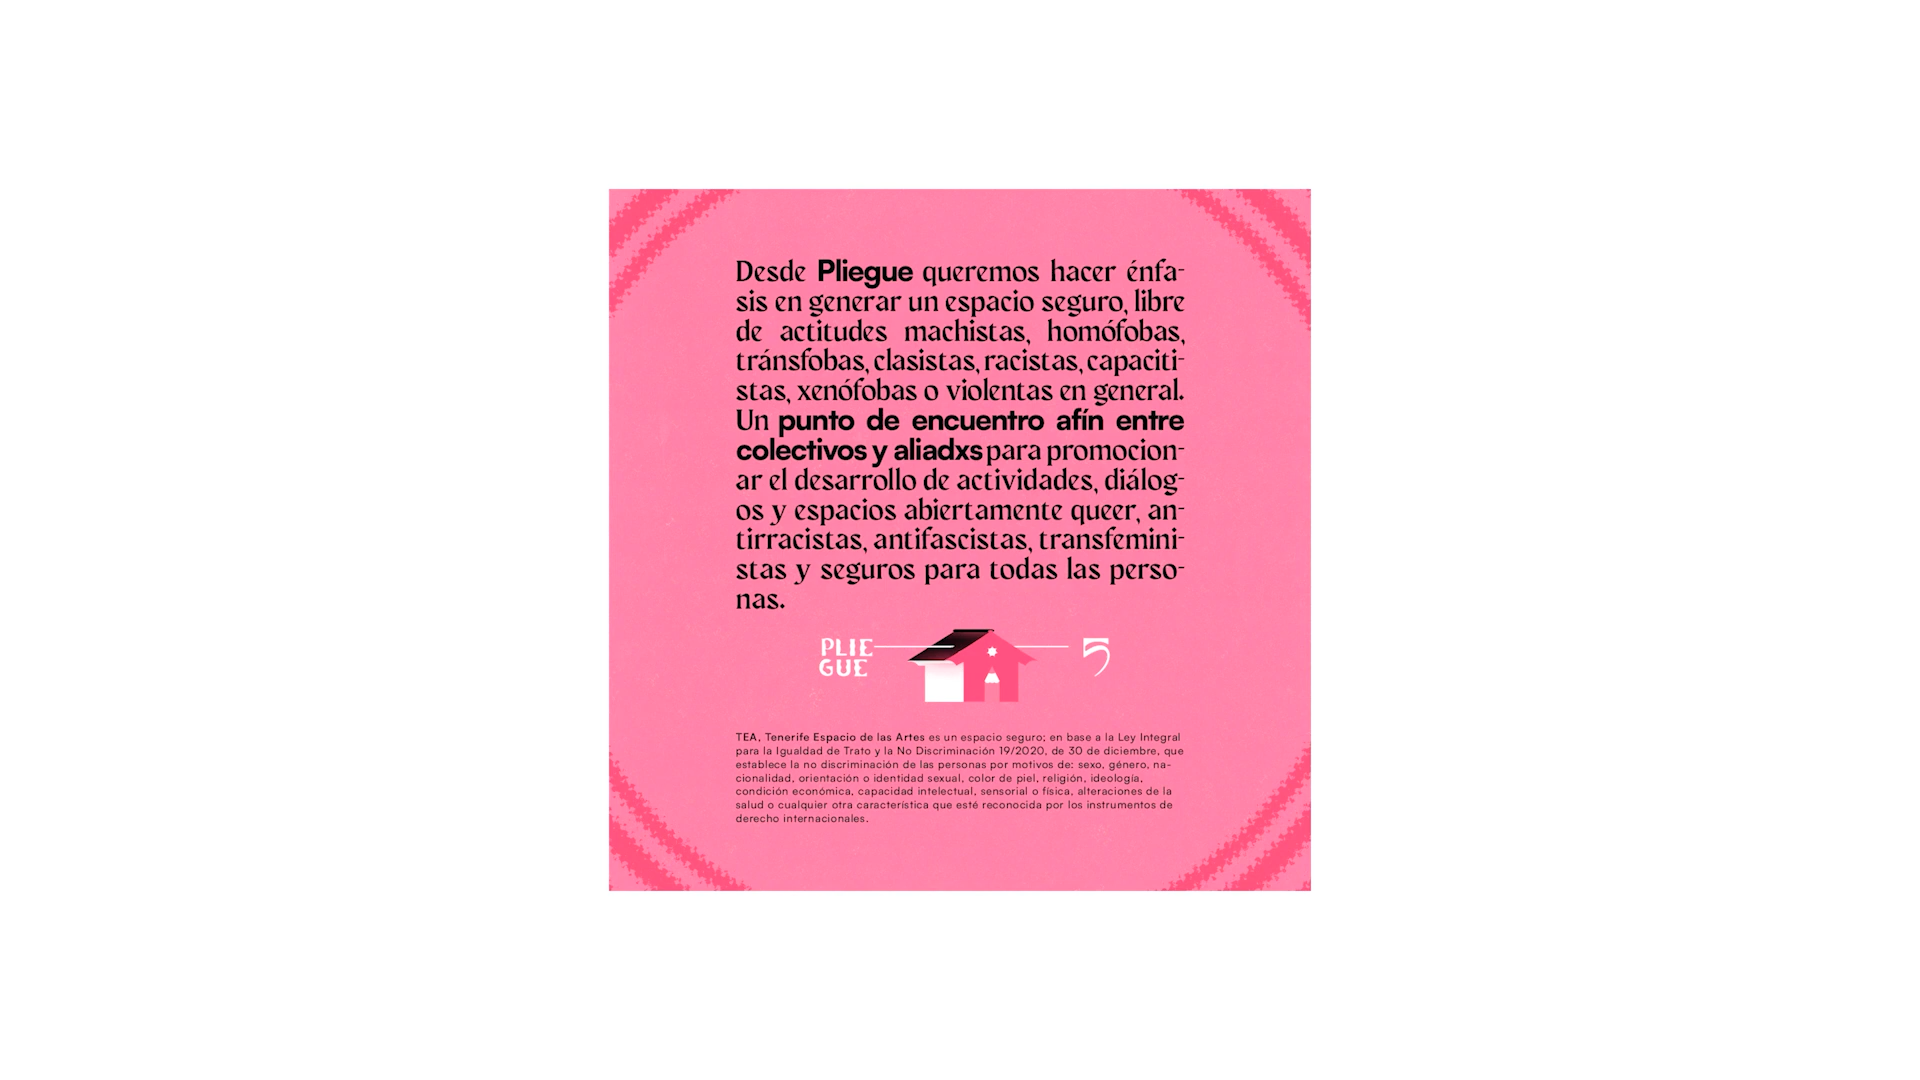 Desde Pliegue queremos hacer énfa-
sis en generar un espacio seguro, libre
de actitudes machistas, homófobas,
tránsfobas, clasistas, racistas, capaciti-
stas, xenófobas o violentas en general.
Un punto de encuentro afín entre
colectivos y aliadxs para promocion-
ar el desarrollo de actividades, diálog-
os y espacios abiertamente queer, an-
tirracistas, antifascistas, transfemini-
stas y seguros para todas las perso-
nas.
PLIE
GUE
5
TEA, Tenerife Espacio de las Artes es un espacio seguro; en base a la Ley Integral
para la Igualdad de Trato y la No Discriminación 19/2020, de 30 de diciembre, que
establece la no discriminación de las personas por motivos de: sexo, género, na-
cionalidad, orientación o identidad sexual, color de piel, religión, ideología,
condición económica, capacidad intelectual, sensorial o física, alteraciones de la
salud o cualquier otra característica que esté reconocida por los instrumentos de
derecho internacionales.